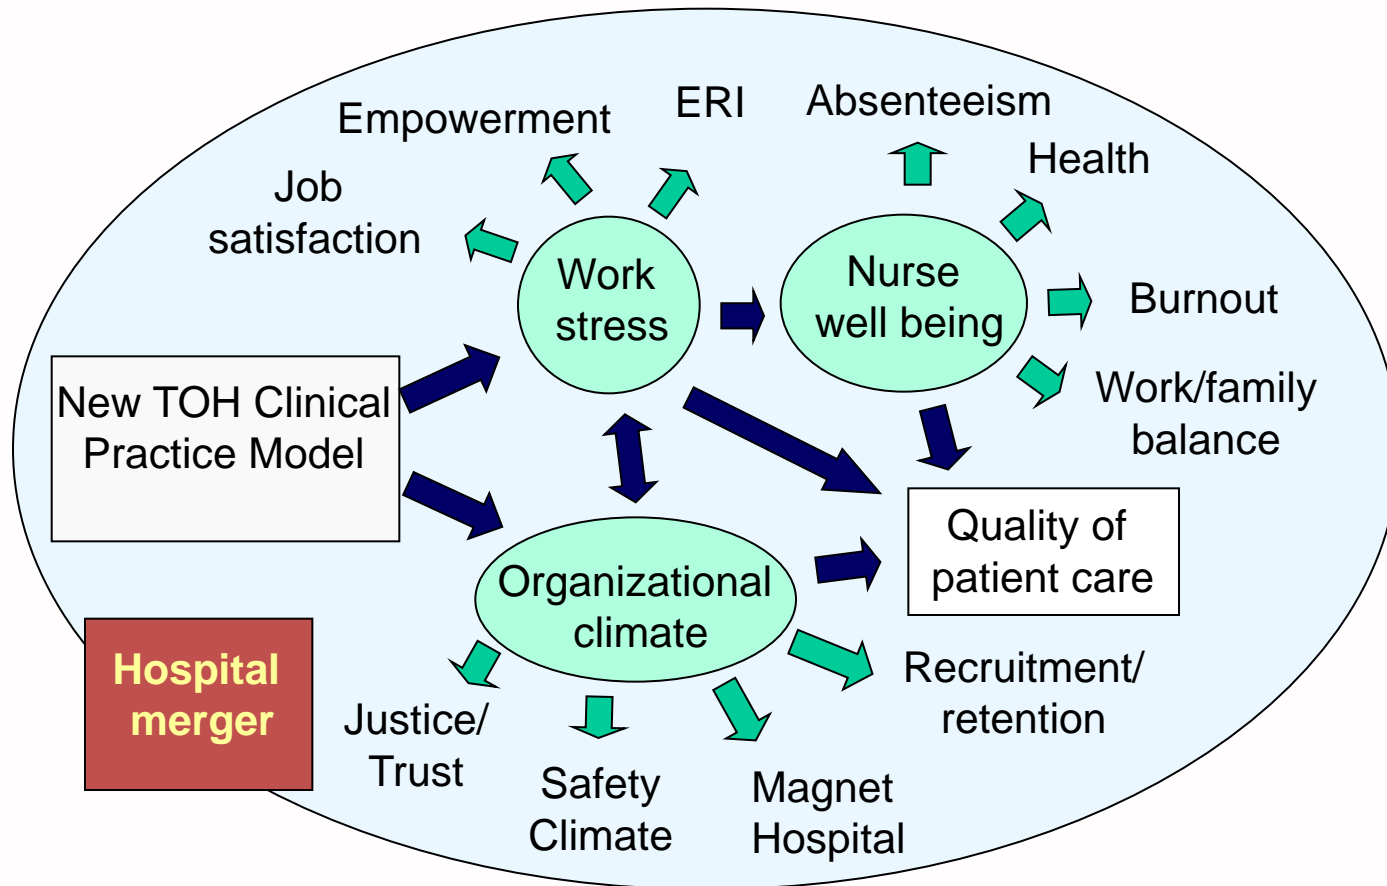 Empowerment
ERI
Absenteeism
Health
Job
satisfaction
Work
stress
Nurse
well being
Burnout
New TOH Clinical
Practice Model
Work/family
balance
Quality of
patient care
Organizational
climate
Hospital
merger
Justice/
Trust
Safety
Climate
Magnet
Hospital
Recruitment/
retention